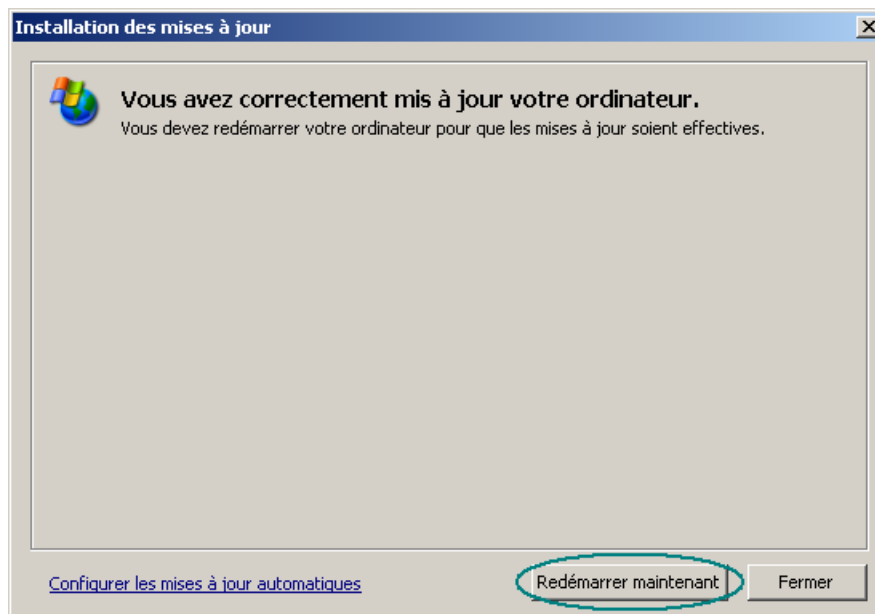 Installation des mises à jour
Vous avez correctement mis à jour votre ordinateur.
Vous devez redémarrer votre ordinateur pour que les mises à jour soient effectives.
Configurer les mises à jour automatiques
Redémarrer maintenant
Fermer